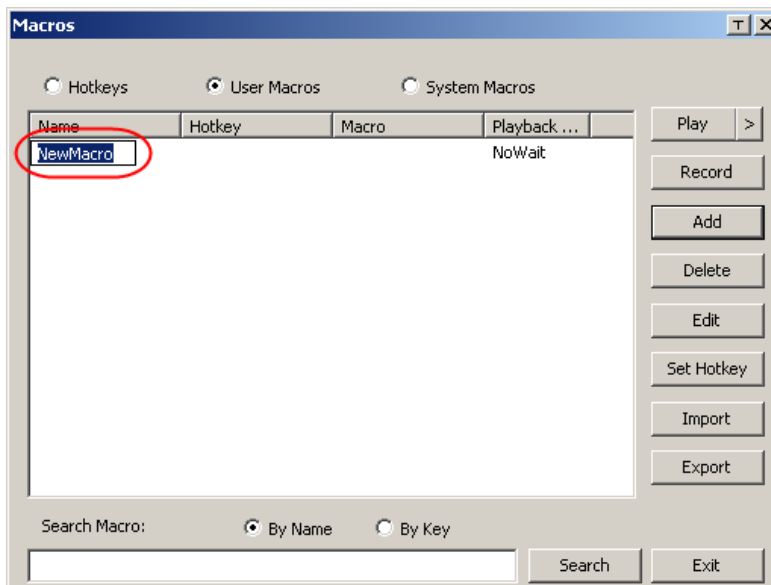 Macros
Hotkeys User Macros System Macros
Name Hotkey Macro Playback ... Play >
NewMacro NoWait
Record
Add
Delete
Edit
Set Hotkey
Import
Export
Search Macro: By Name By Key
Search Exit